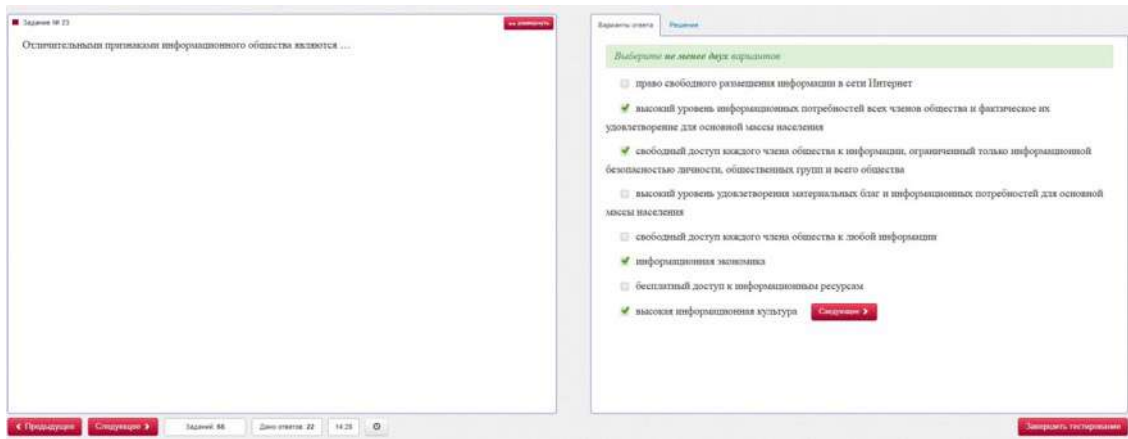 Задание № 23
«» развернуть
Отличительными признаками информационного общества являются …
Варианты ответа
Решение
Выберите не менее двух вариантов
право свободного размещения информации в сети Интернет
высокий уровень информационных потребностей всех членов общества и фактическое их
удовлетворение для основной массы населения
свободный доступ каждого члена общества к информации, ограниченный только информационной
безопасностью личности, общественных групп и всего общества
высокий уровень удовлетворения материальных благ и информационных потребностей для основной
массы населения
свободный доступ каждого члена общества к любой информации
информационная экономика
бесплатный доступ к информационным ресурсам
высокая информационная культура
Следующее
Предыдущее
Следующее
Заданий:
Дано ответов: 22
14:28
Завершить тестирование